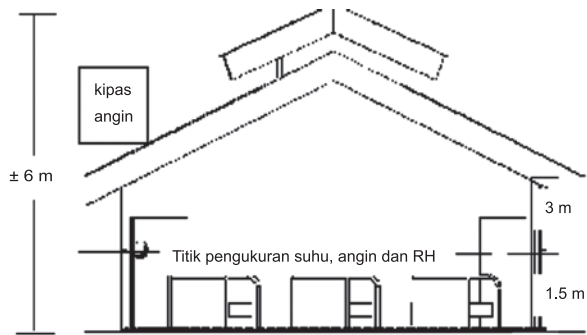 kipas
angin
± 6 m
3 m
Titik pengukuran suhu, angin dan RH
1.5 m